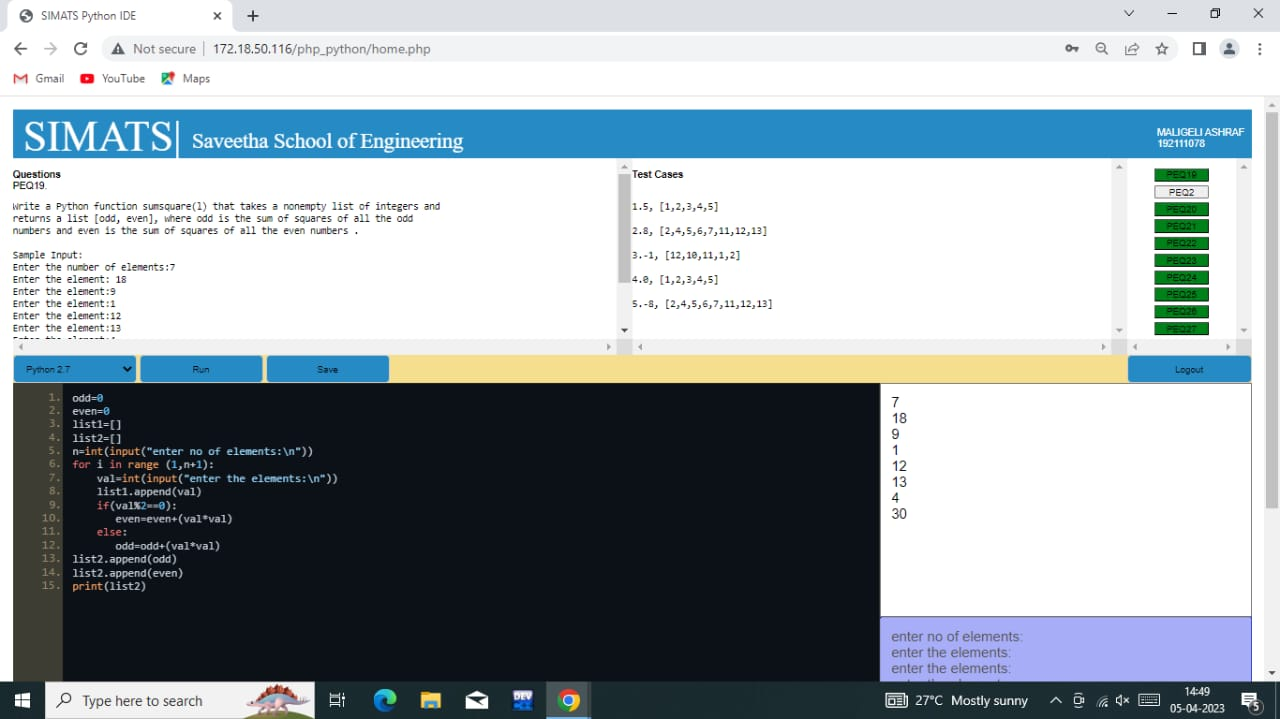 SIMATS Python IDE
Not secure 172.18.50.116/php_python/home.php
Gmail YouTube Maps
SIMATS Saveetha School of Engineering
MALIGELI ASHRAF
192111078
Questions
PEQ19.
Write a Python function sumsquare(l) that takes a nonempty list of integers and
returns a list [odd, even], where odd is the sum of squares of all the odd
numbers and even is the sum of squares of all the even numbers .
Sample Input:
Enter the number of elements:7
Enter the element: 18
Enter the element:9
Enter the element:1
Enter the element:12
Enter the element:13
Test Cases
1.5, [1,2,3,4,5]
2.8, [2,4,5,6,7,11,12,13]
3.-1, [12,10,11,1,2]
4.0, [1,2,3,4,5]
5.-8, [2,4,5,6,7,11,12,13]
PEQ19
PEQ2
PEQ20
PEQ21
PEQ22
PEQ23
PEQ24
PEQ25
PEQ26
PEQ27
Python 2.7 Run Save Logout
1. odd=0
2. even=0
3. list1=[]
4. list2=[]
5. n=int(input("enter no of elements:\n"))
6. for i in range (1,n+1):
7. val=int(input("enter the elements:\n"))
8. list1.append(val)
9. if(val%2==0):
10. even=even+(val*val)
11. else:
12. odd=odd+(val*val)
13. list2.append(odd)
14. list2.append(even)
15. print(list2)
7
18
9
1
12
13
4
30
enter no of elements:
enter the elements:
enter the elements:
Type here to search
DEV
27°C Mostly sunny
14:49
05-04-2023
5